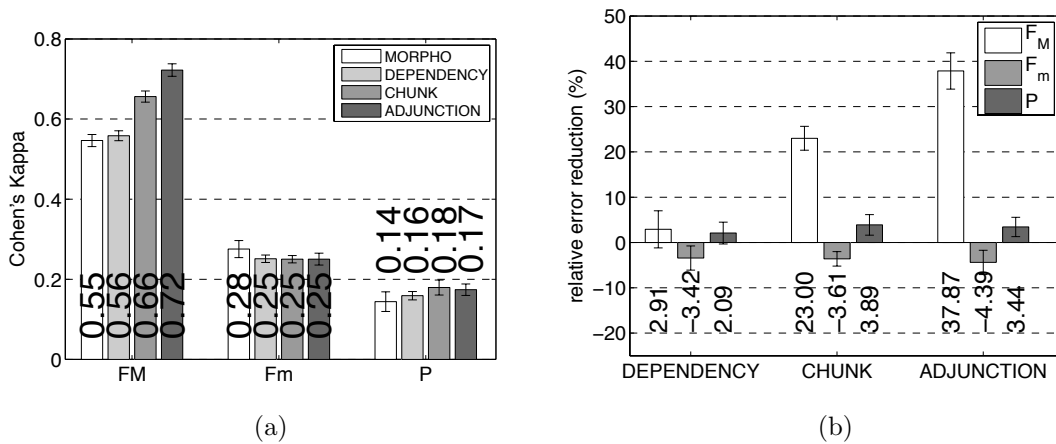 0.8
0.6
0.4
0.2
0
Cohen's Kappa
MORPHO
DEPENDENCY
CHUNK
ADJUNCTION
0.55
0.56
0.66
0.72
0.28
0.25
0.25
0.25
0.14
0.16
0.18
0.17
FM
Fm
P
(a)
50
40
30
20
10
0
−10
−20
relative error reduction (%)
F_M
F_m
P
2.91
−3.42
2.09
23.00
−3.61
3.89
37.87
−4.39
3.44
DEPENDENCY
CHUNK
ADJUNCTION
(b)